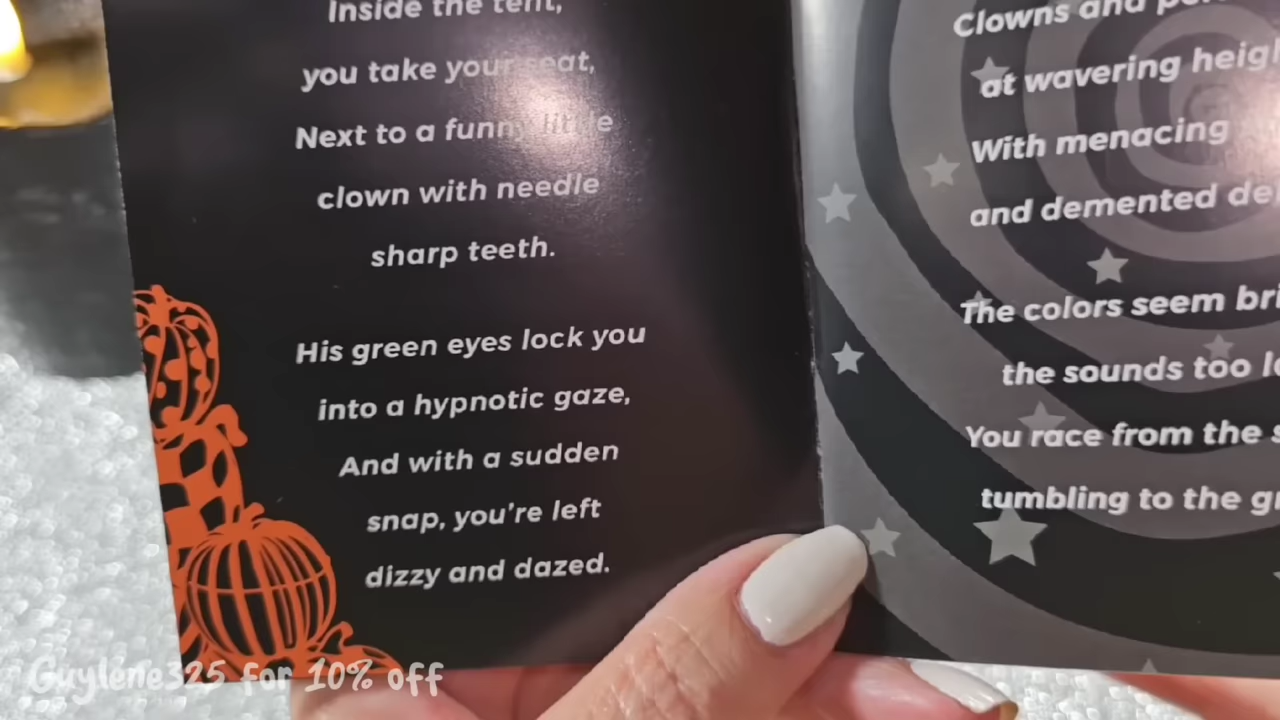 Inside the tent,
you take your seat,
Next to a funny little
clown with needle
sharp teeth.
His green eyes lock you
into a hypnotic gaze,
And with a sudden
snap, you're left
dizzy and dazed.
Clowns and
at wavering
With menacing
and demented
The colors seem
the sounds too
You race from the
tumbling to the
Guylene325 for 10% off